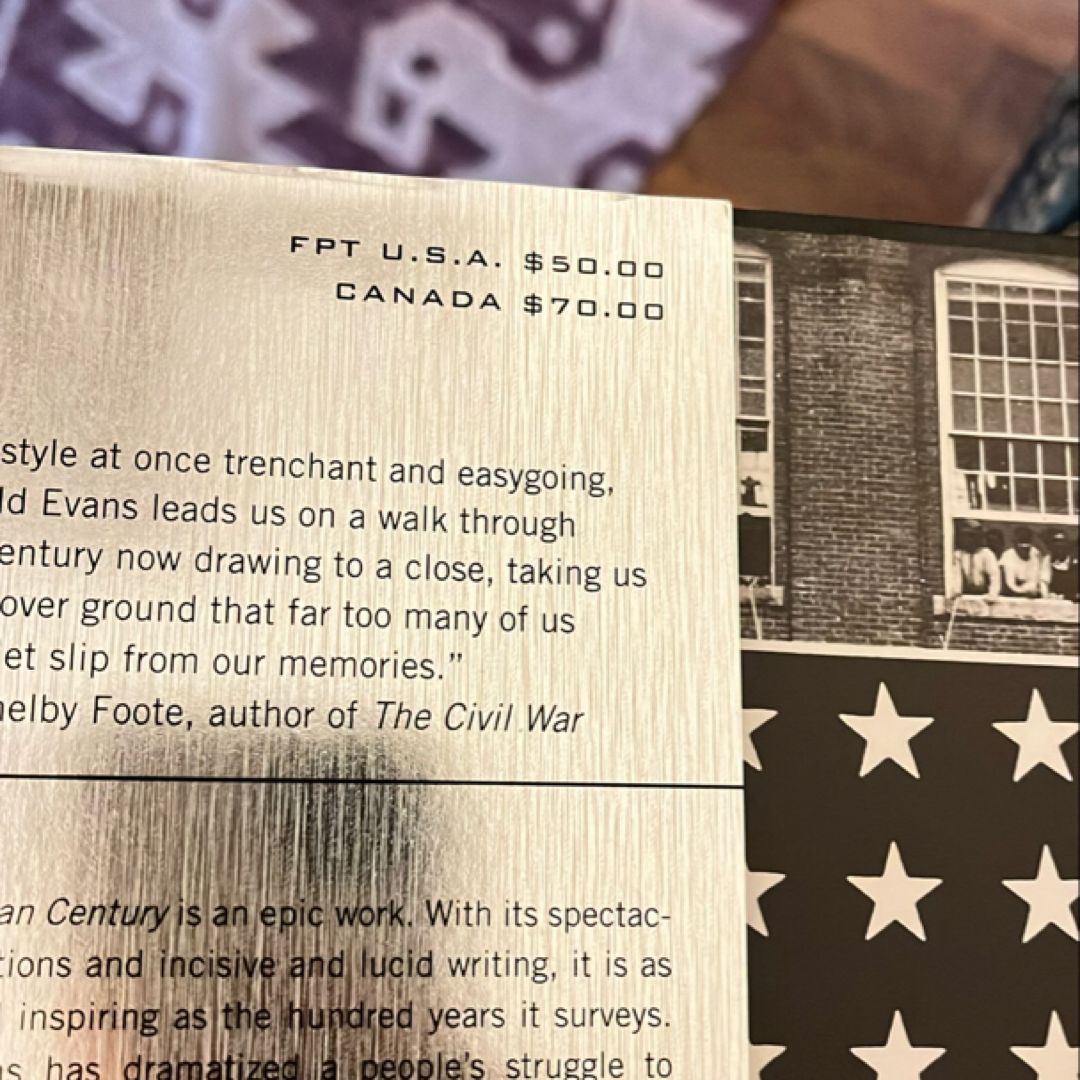 FPT U.S.A. $50.00
CANADA $70.00
style at once trenchant and easygoing,
ld Evans leads us on a walk through
entury now drawing to a close, taking us
over ground that far too many of us
et slip from our memories.”
helby Foote, author of The Civil War
an Century is an epic work. With its spectac-
tions and incisive and lucid writing, it is as
inspiring as the hundred years it surveys.
s has dramatized a people's struggle to